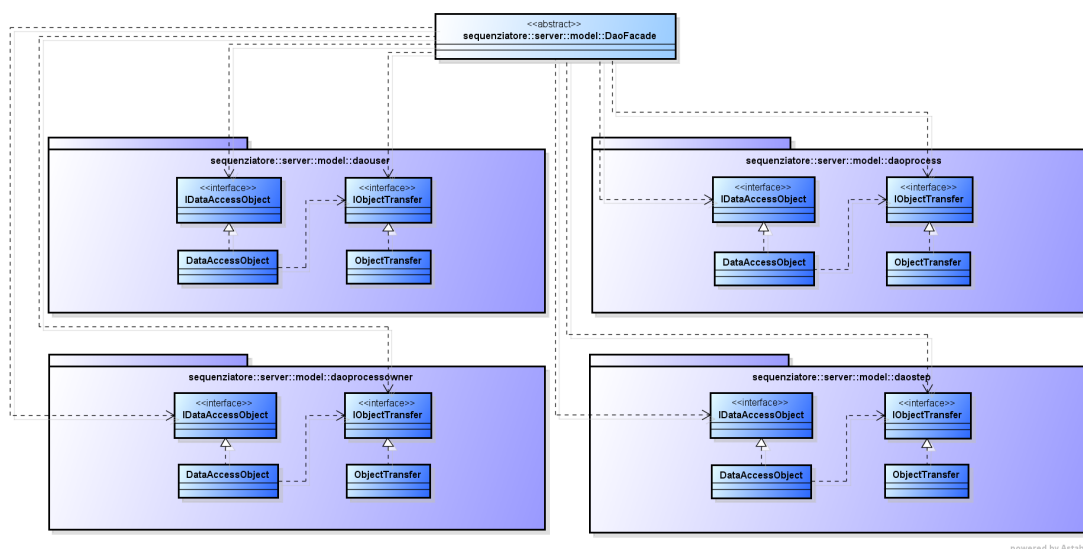 <<abstract>>
sequenziatore::server::model::DaoFacade
sequenziatore::server::model::daouser
<<interface>>
IDataAccessObject
<<interface>>
IObjectTransfer
DataAccessObject
ObjectTransfer
sequenziatore::server::model::daoprocess
<<interface>>
IDataAccessObject
<<interface>>
IObjectTransfer
DataAccessObject
ObjectTransfer
sequenziatore::server::model::daoprocessowner
<<interface>>
IDataAccessObject
<<interface>>
IObjectTransfer
DataAccessObject
ObjectTransfer
sequenziatore::server::model::daostep
<<interface>>
IDataAccessObject
<<interface>>
IObjectTransfer
DataAccessObject
ObjectTransfer
powered by